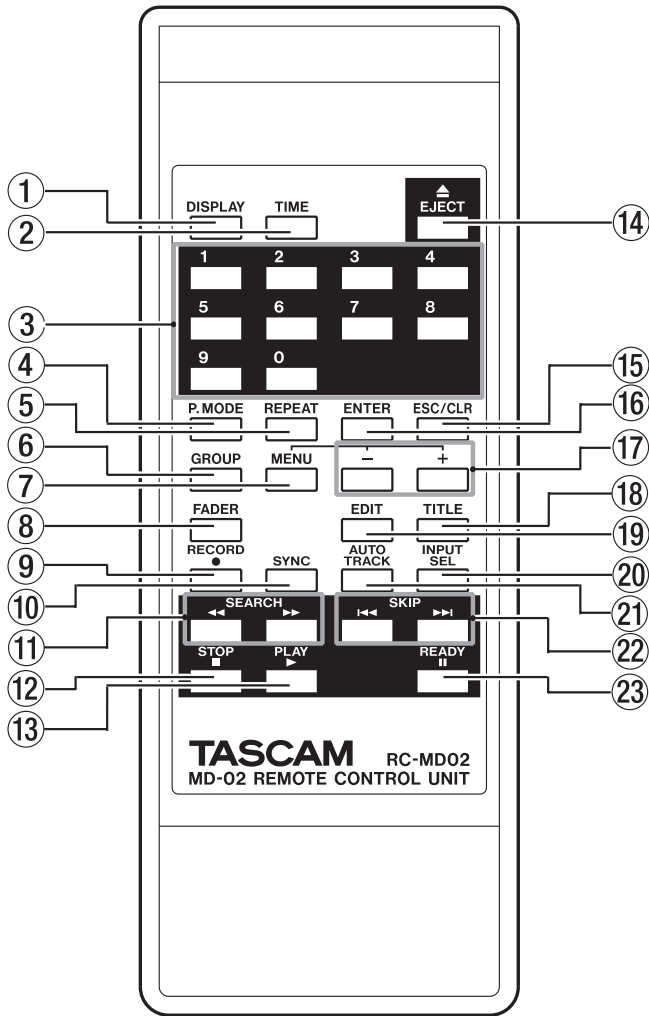 DISPLAY TIME EJECT
1 2 3 4
5 6 7 8
9 0
P.MODE REPEAT ENTER ESC/CLR
GROUP MENU − +
FADER EDIT TITLE
RECORD SYNC AUTO TRACK INPUT SEL
SEARCH SKIP
STOP PLAY READY
TASCAM RC-MD02
MD-02 REMOTE CONTROL UNIT
①
②
③
④
⑤
⑥
⑦
⑧
⑨
⑩
⑪
⑫
⑬
⑭
⑮
⑯
⑰
⑱
⑲
⑳
㉑
㉒
㉓